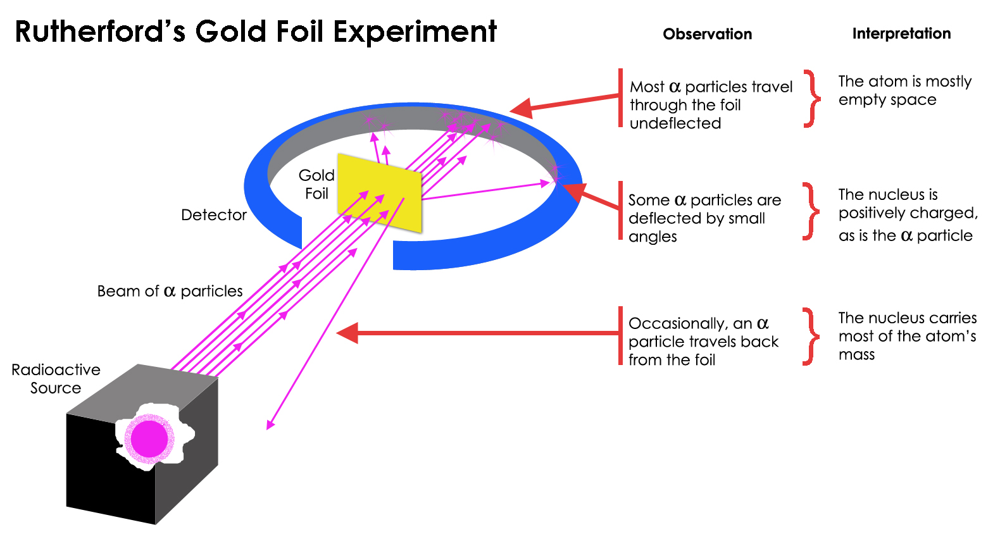 Rutherford's Gold Foil Experiment
Observation
Interpretation
Most α particles travel
through the foil
undeflected
The atom is mostly
empty space
Gold
Foil
Detector
Some α particles are
deflected by small
angles
The nucleus is
positively charged,
as is the α particle
Beam of α particles
Occasionally, an α
particle travels back
from the foil
The nucleus carries
most of the atom's
mass
Radioactive
Source